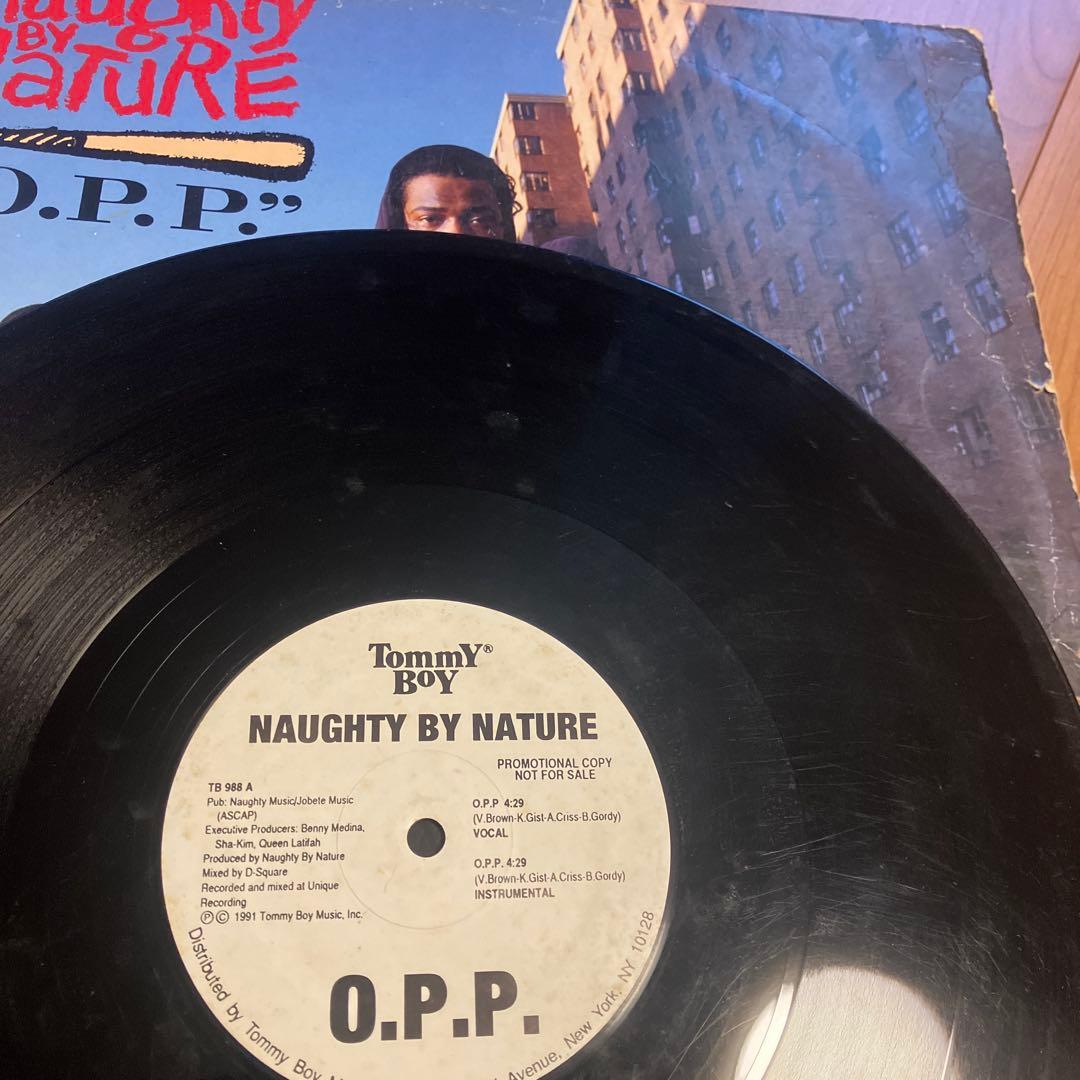 Naughty
BY
NATURE
O.P.P."
Tommy®
Boy
NAUGHTY BY NATURE
PROMOTIONAL COPY
NOT FOR SALE
TB 988 A
Pub: Naughty Music/Jobete Music
(ASCAP)
Executive Producers: Benny Medina,
Sha-Kim, Queen Latifah
Produced by Naughty By Nature
Mixed by D-Square
Recorded and mixed at Unique
Recording
Ⓟ © 1991 Tommy Boy Music, Inc.
O.P.P 4:29
(V.Brown-K.Gist-A.Criss-B.Gordy)
VOCAL
O.P.P. 4:29
(V.Brown-K.Gist-A.Criss-B.Gordy)
INSTRUMENTAL
O.P.P.
Distributed by Tommy Boy Avenue, New York, NY 10128